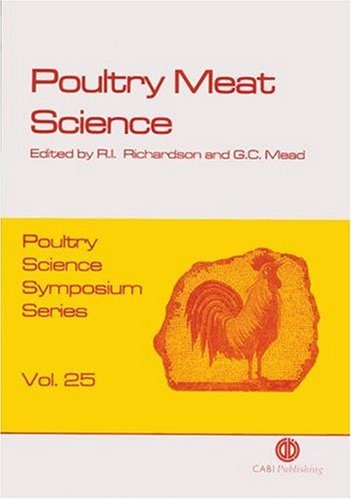 Poultry Meat
Science
Edited by R.I. Richardson and G.C. Mead
Poultry
Science
Symposium
Series
Vol. 25
CABI Publishing